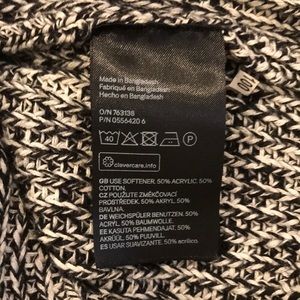 Made in Bangladesh
Fabriqué en Bangladesh
Hecho en Bangladesh
O/N 763138
P/N 0556420 6
40
P
clevercare.info
GB USE SOFTENER. 50% ACRYLIC. 50%
COTTON.
CZ POUŽIJTE ZMĚKČOVACÍ
PROSTŘEDEK. 50% AKRYL. 50%
BAVLNA.
DE WEICHSPÜLER BENUTZEN. 50%
ACRYL. 50% BAUMWOLLE.
EE KASUTA PEHMENDAJAT. 50%
AKRÜÜL. 50% PUUVILL.
ES USAR SUAVIZANTE. 50% acrílico.